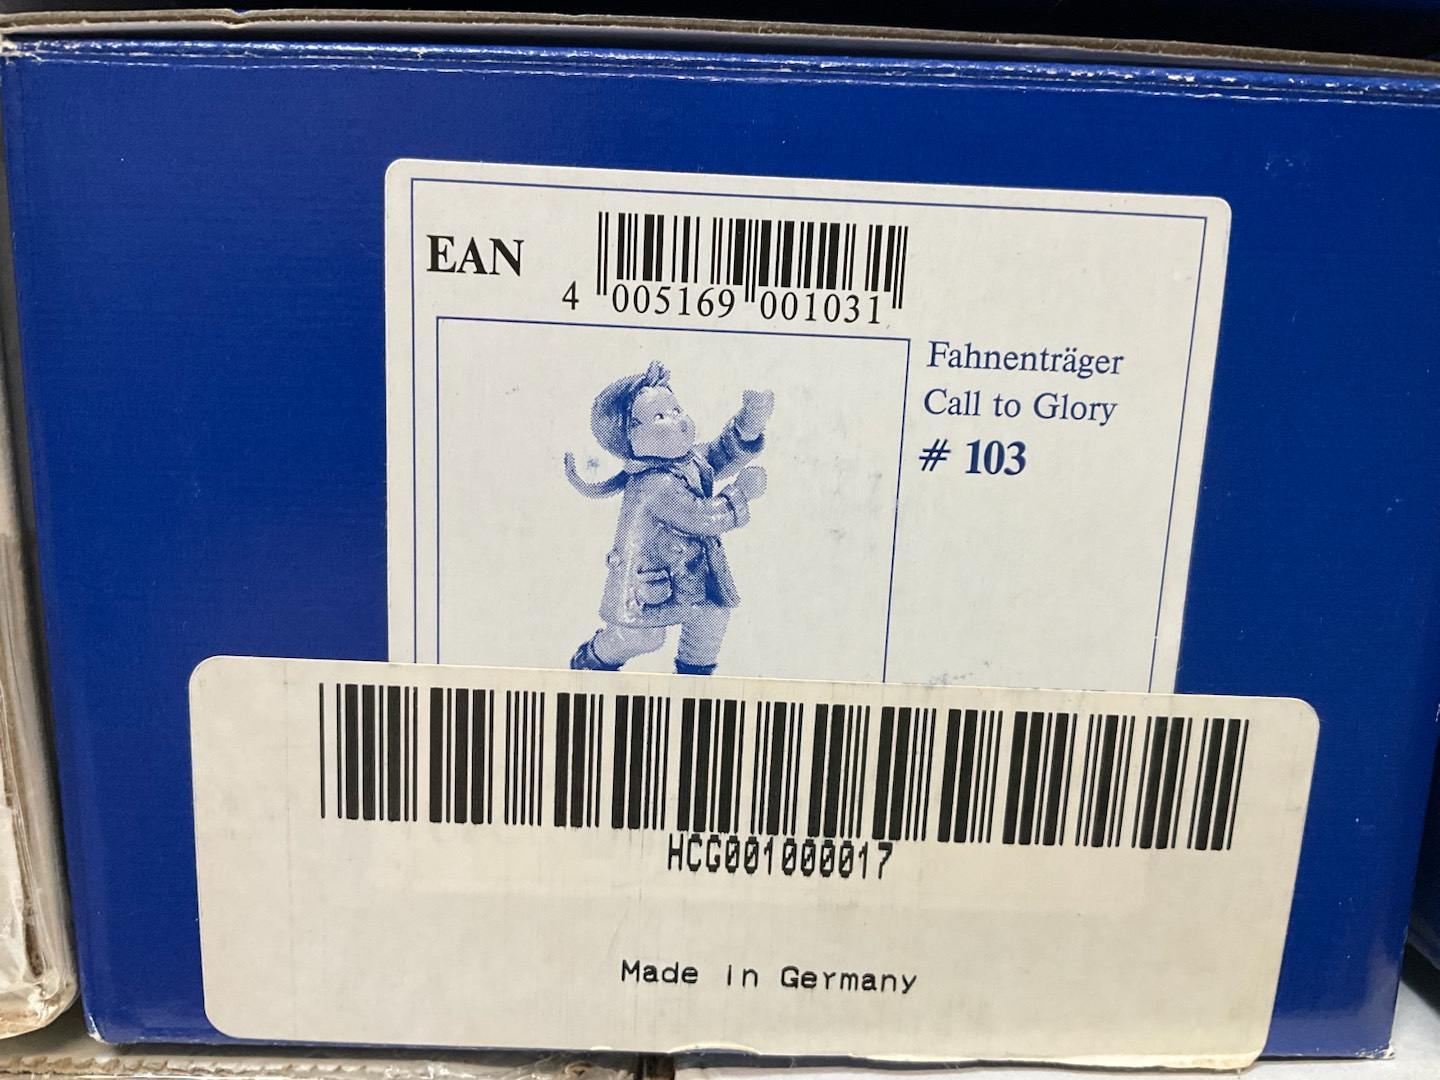 EAN
4 005169 001031
Fahnenträger
Call to Glory
# 103
HCG001000017
Made in Germany